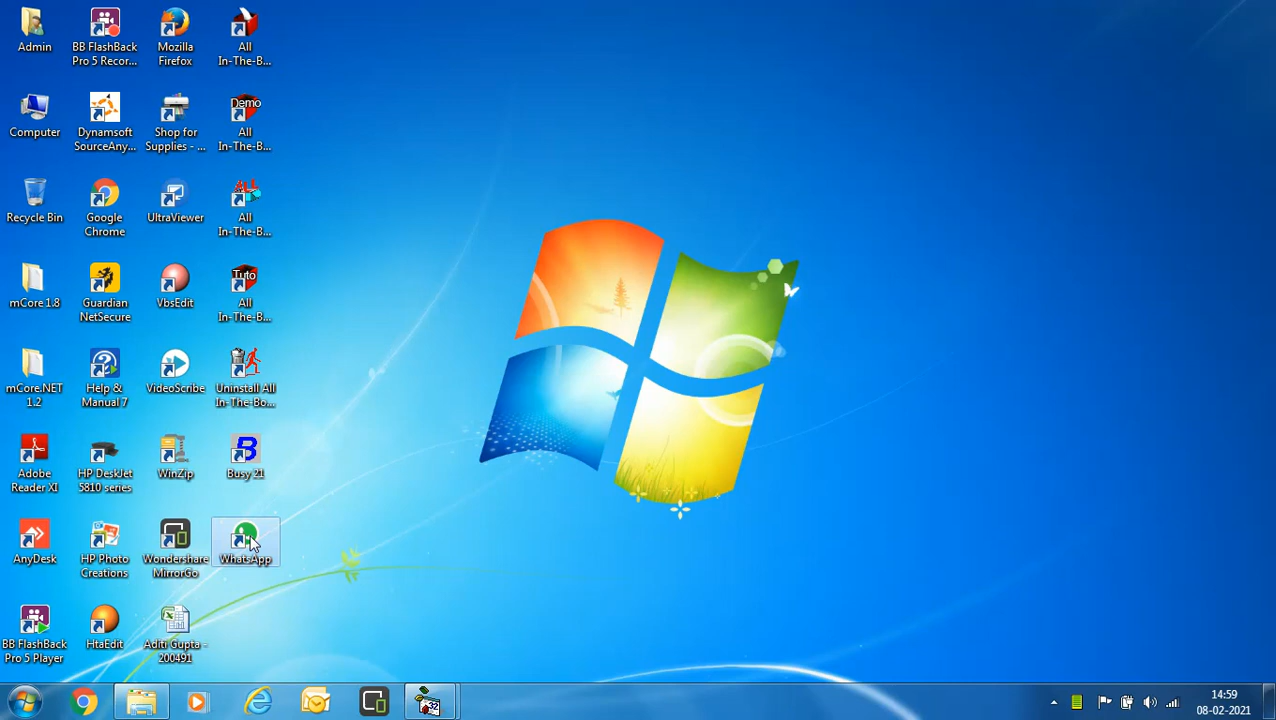 Admin
BB FlashBack
Pro 5 Recor...
Mozilla
Firefox
All
In-The-B...
Computer
Dynamsoft
SourceAny...
Shop for
Supplies - ...
Demo
All
In-The-B...
Recycle Bin
Google
Chrome
UltraViewer
ALL
All
In-The-B...
mCore 1.8
Guardian
NetSecure
VbsEdit
Tuto
All
In-The-B...
mCore.NET
1.2
Help &
Manual 7
VideoScribe
Uninstall All
In-The-Bo...
Adobe
Reader XI
HP DeskJet
5810 series
WinZip
B
Busy 21
AnyDesk
HP Photo
Creations
Wondershare
MirrorGo
WhatsApp
BB FlashBack
Pro 5 Player
HtaEdit
Aditi Gupta -
200491
32
14:59
08-02-2021